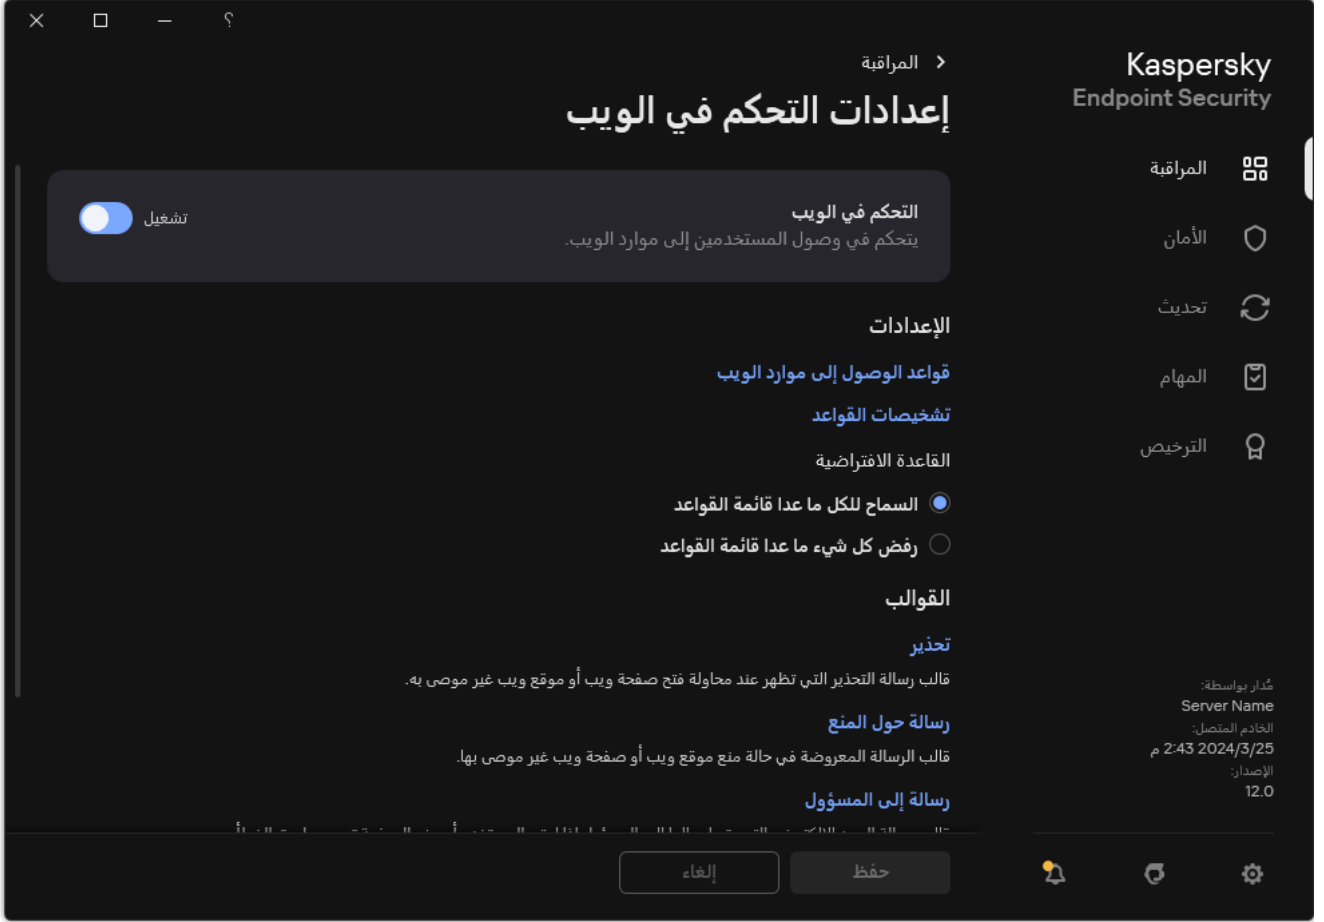 Kaspersky
Endpoint Security
المراقبة
الأمان
تحديث
المهام
الترخيص
مُدار بواسطة:
Server Name
الخادم المتصل:
2024/3/25 2:43 م
الإصدار:
12.0
المراقبة
إعدادات التحكم في الويب
التحكم في الويب
يتحكم في وصول المستخدمين إلى موارد الويب.
تشغيل
الإعدادات
قواعد الوصول إلى موارد الويب
تشخيصات القواعد
القاعدة الافتراضية
السماح للكل ما عدا قائمة القواعد
رفض كل شيء ما عدا قائمة القواعد
القوالب
تحذير
قالب رسالة التحذير التي تظهر عند محاولة فتح صفحة ويب أو موقع ويب غير موصى به.
رسالة حول المنع
قالب الرسالة المعروضة في حالة منع موقع ويب أو صفحة ويب غير موصى بها.
رسالة إلى المسؤول
حفظ
إلغاء